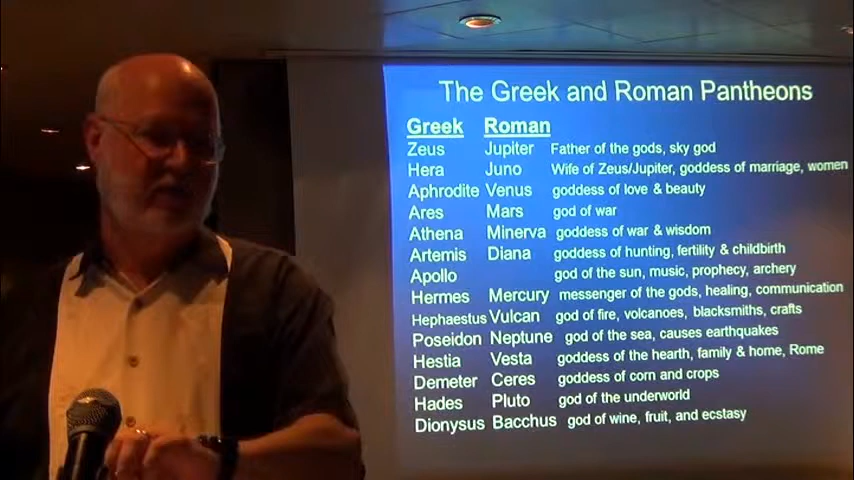 The Greek and Roman Pantheons
Greek Roman
Zeus Jupiter Father of the gods, sky god
Hera Juno Wife of Zeus/Jupiter, goddess of marriage, women
Aphrodite Venus goddess of love & beauty
Ares Mars god of war
Athena Minerva goddess of war & wisdom
Artemis Diana goddess of hunting, fertility & childbirth
Apollo god of the sun, music, prophecy, archery
Hermes Mercury messenger of the gods, healing, communication
Hephaestus Vulcan god of fire, volcanoes, blacksmiths, crafts
Poseidon Neptune god of the sea, causes earthquakes
Hestia Vesta goddess of the hearth, family & home, Rome
Demeter Ceres goddess of corn and crops
Hades Pluto god of the underworld
Dionysus Bacchus god of wine, fruit, and ecstasy